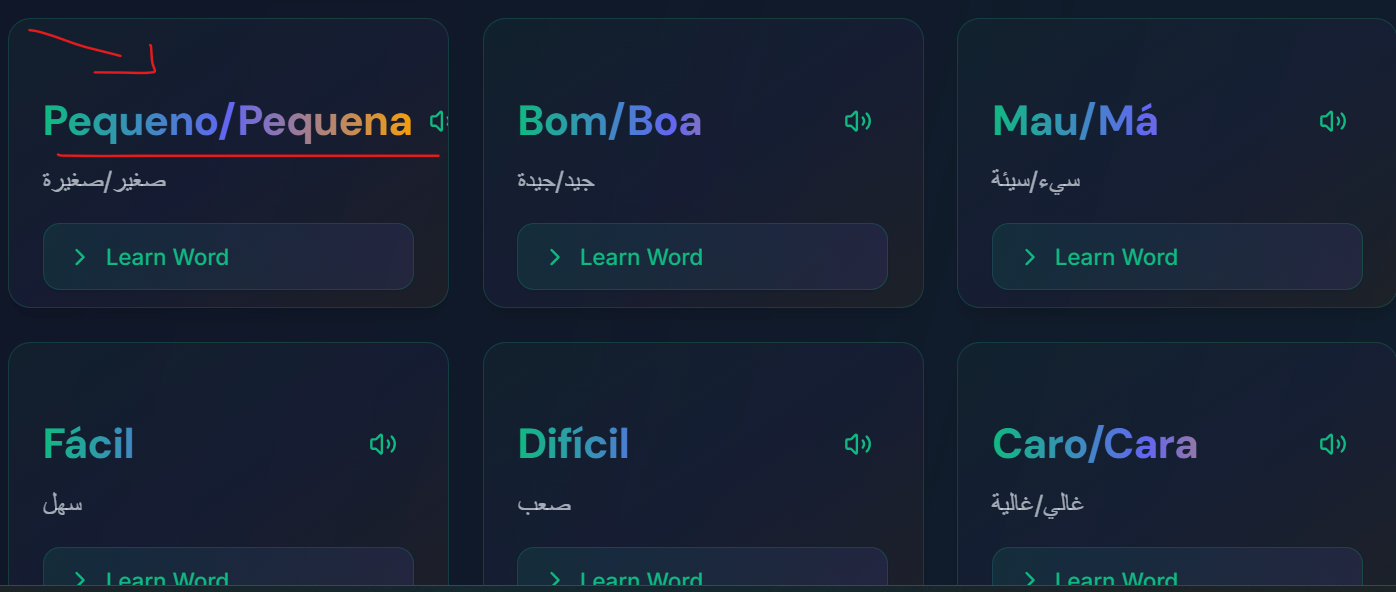 Pequeno/Pequena
صغير/صغيرة
Learn Word
Bom/Boa
جيد/جيدة
Learn Word
Mau/Má
سيء/سيئة
Learn Word
Fácil
سهل
Learn Word
Difícil
صعب
Learn Word
Caro/Cara
غالي/غالية
Learn Word